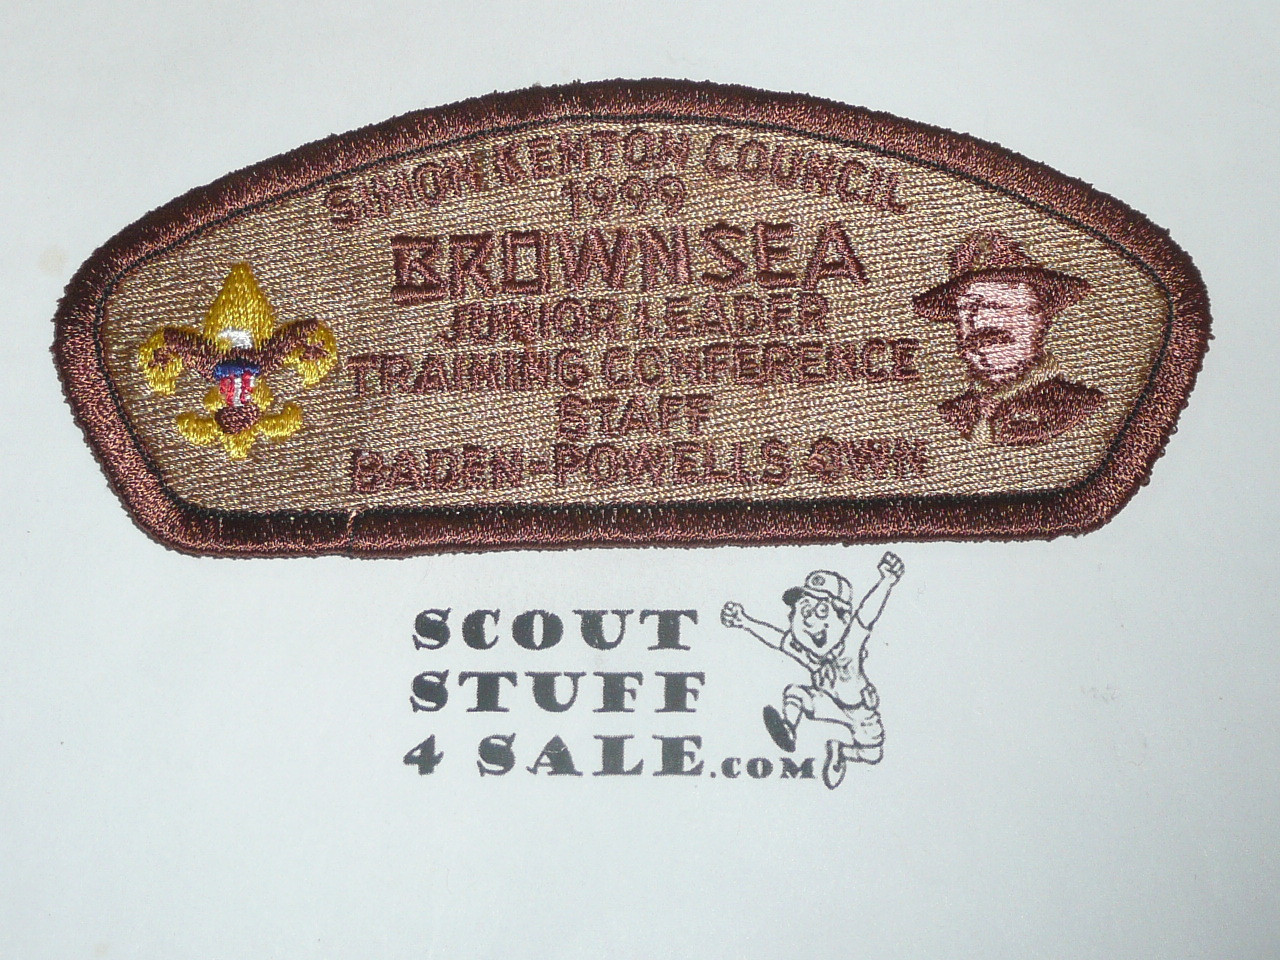 SIMON KENTON COUNCIL
1999
BROWNSEA
JUNIOR LEADER
TRAINING CONFERENCE
STAFF
BADEN-POWELLS OWN
SCOUT
STUFF
4 SALE.COM